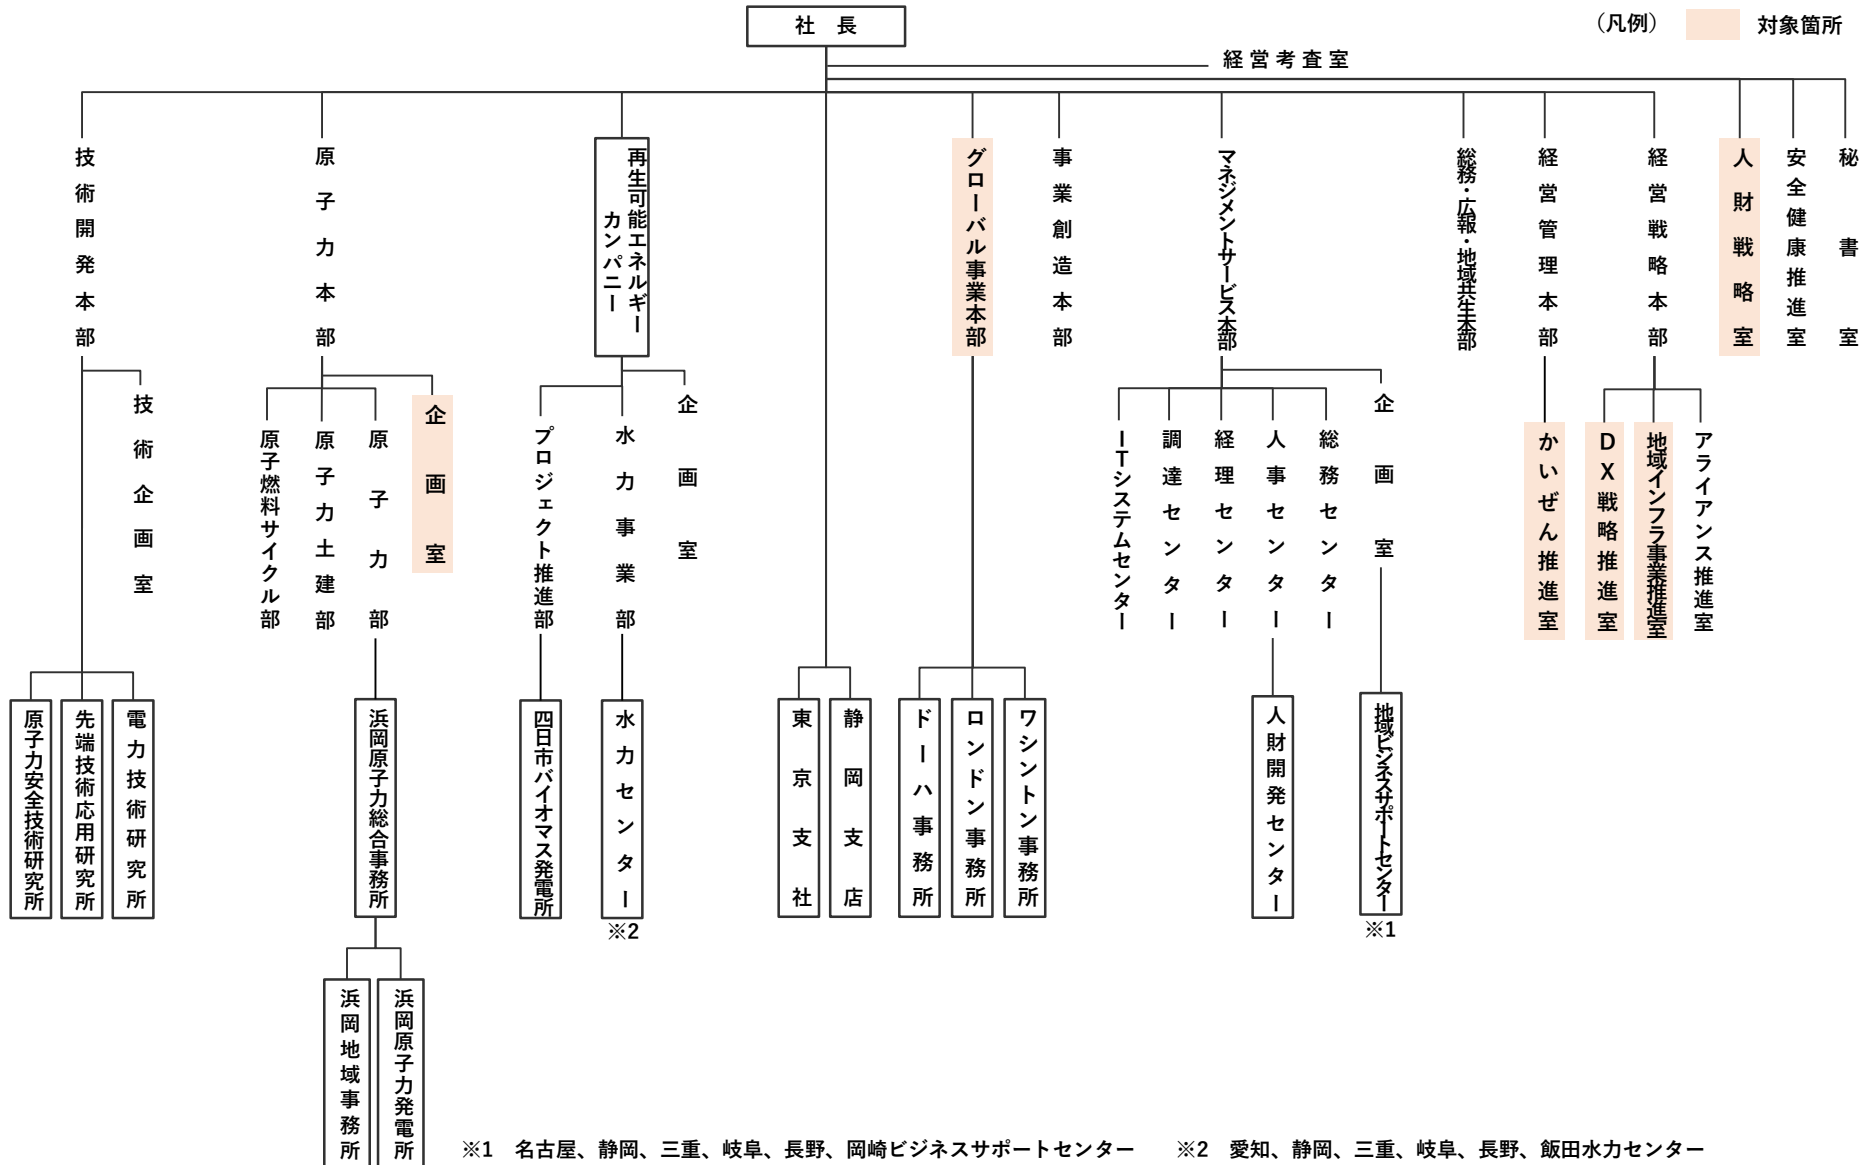 社長
（凡例）　対象箇所
経営考査室
技術開発本部
原子力本部
再生可能エネルギー
カンパニー
グローバル事業本部
事業創造本部
マネジメントサービス本部
総務・広報・地域共生本部
経営管理本部
経営戦略本部
人財戦略室
安全健康推進室
秘書室
技術企画室
原子燃料サイクル部
原子力土建部
原子力部
企画室
プロジェクト推進部
水力事業部
企画室
ITシステムセンター
調達センター
経理センター
人事センター
総務センター
企画室
かいぜん推進室
DX戦略推進室
地域インフラ事業推進室
アライアンス推進室
原子力安全技術研究所
先端技術応用研究所
電力技術研究所
浜岡原子力総合事務所
四日市バイオマス発電所
水力センター
※2
東京支社
静岡支店
ドーハ事務所
ロンドン事務所
ワシントン事務所
人財開発センター
地域ビジネスサポートセンター
※1
浜岡地域事務所
浜岡原子力発電所
※1　名古屋、静岡、三重、岐阜、長野、岡崎ビジネスサポートセンター　※2　愛知、静岡、三重、岐阜、長野、飯田水力センター